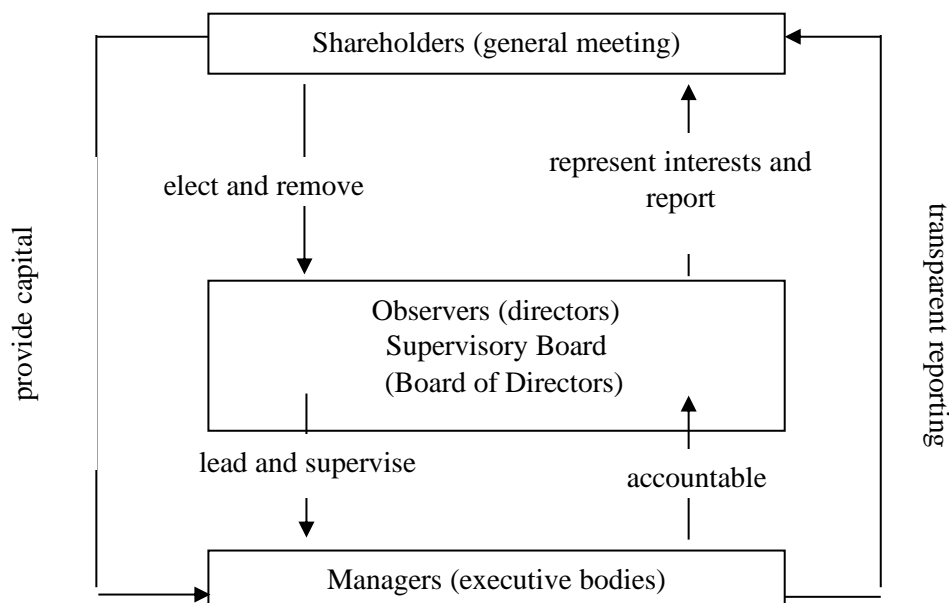 Shareholders (general meeting)
elect and remove
represent interests and
report
provide capital
transparent reporting
Observers (directors)
Supervisory Board
(Board of Directors)
lead and supervise
accountable
Managers (executive bodies)